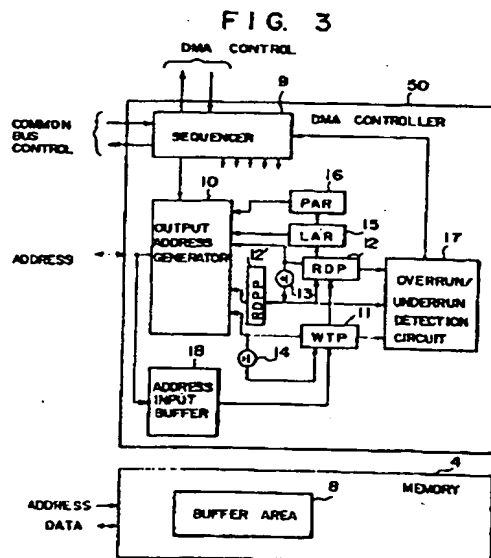 FIG. 3
DMA CONTROL
9
50
COMMON
BUS
CONTROL
SEQUENCER
DMA CONTROLLER
10
16
PAR
15
LAR
12
17
OUTPUT
ADDRESS
GENERATOR
ADDRESS
12'
RDPP
+1
13
RDP
OVERRUN/
UNDERRUN
DETECTION
CIRCUIT
11
WTP
+1
14
18
ADDRESS
INPUT
BUFFER
4
MEMORY
ADDRESS
DATA
8
BUFFER AREA